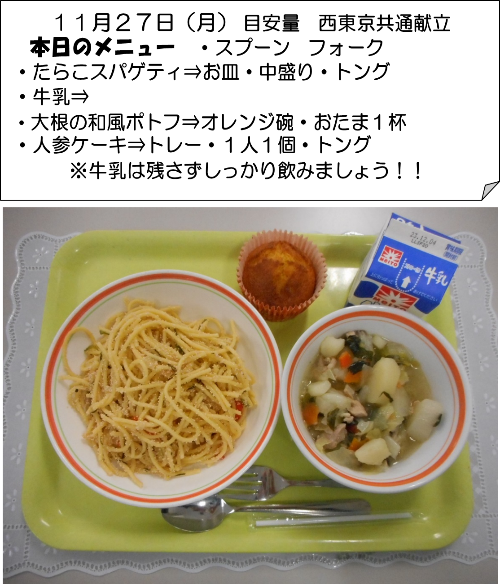 １１月２７日（月）目安量　西東京共通献立
本日のメニュー　・スプーン　フォーク
・たらこスパゲティ⇒お皿・中盛り・トング
・牛乳⇒
・大根の和風ポトフ⇒オレンジ碗・おたま１杯
・人参ケーキ⇒トレー・１人１個・トング
※牛乳は残さずしっかり飲みましょう！！
牛乳